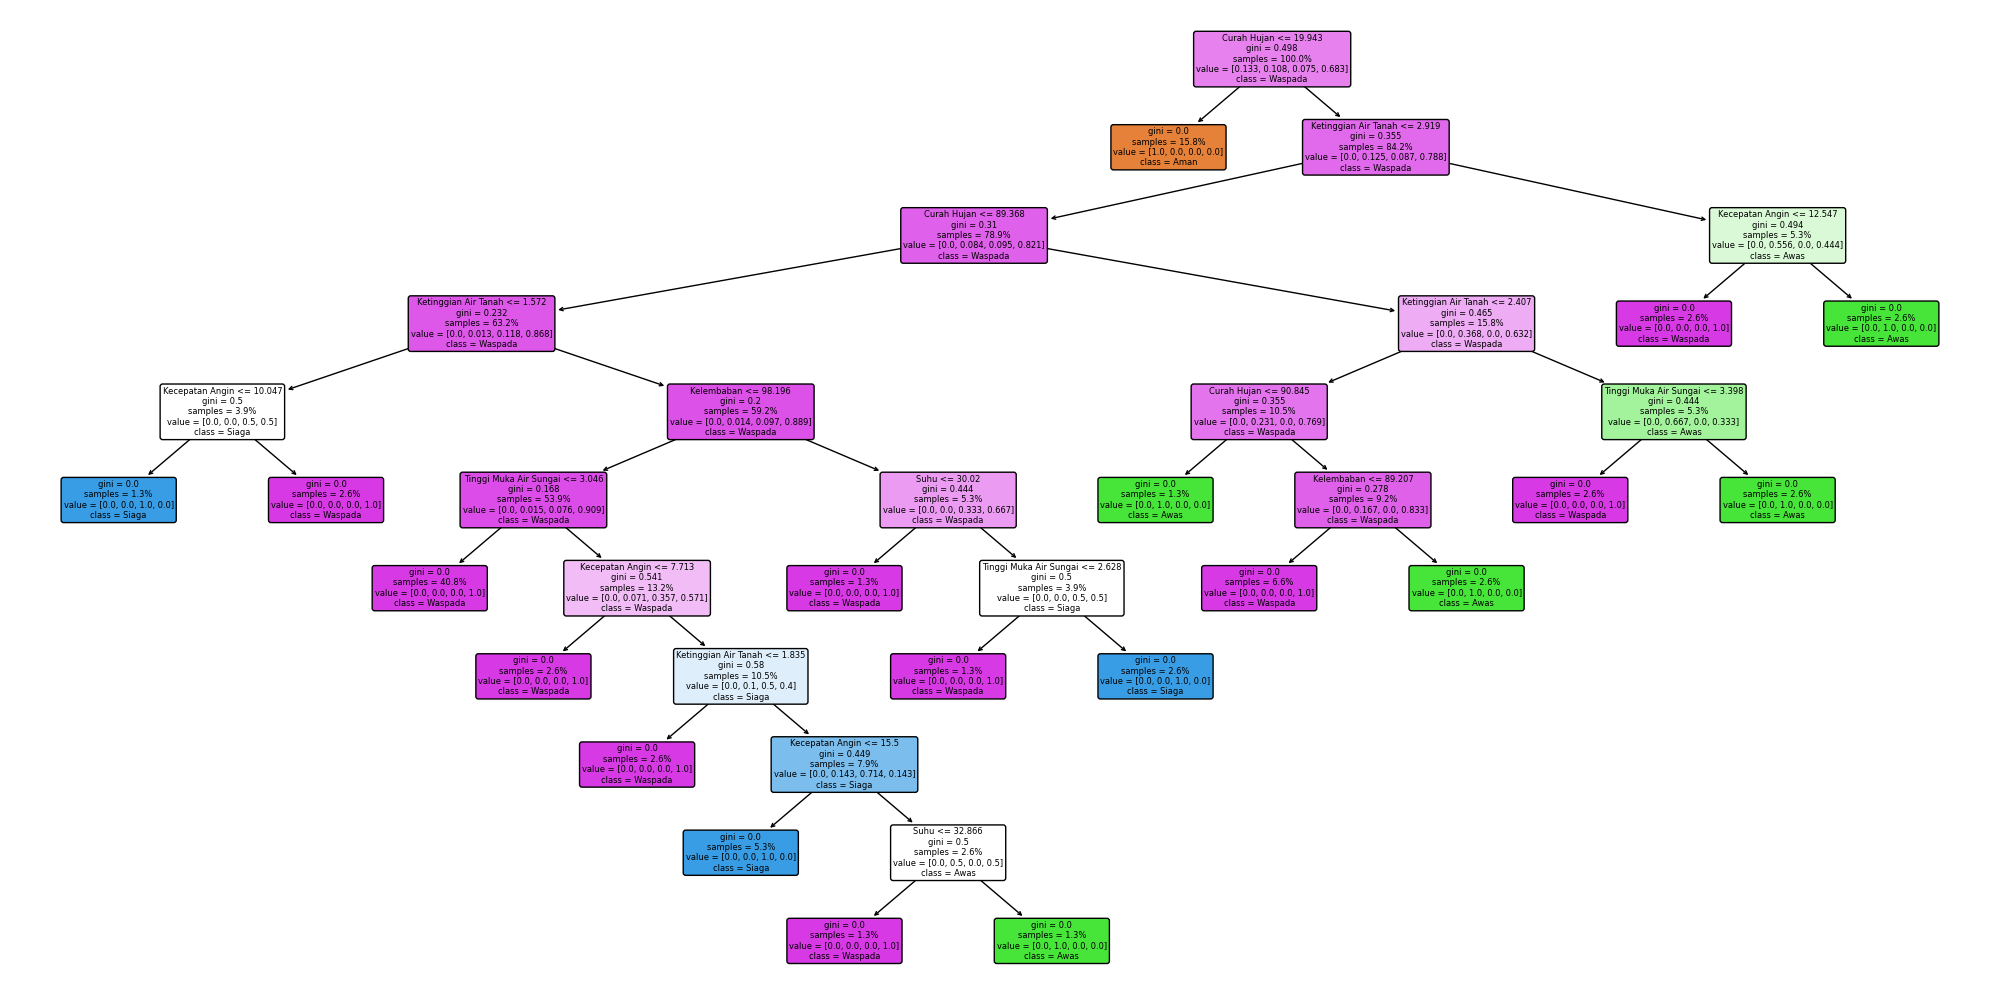 Curah Hujan <= 19.943
gini = 0.498
samples = 100.0%
value = [0.133, 0.108, 0.075, 0.683]
class = Waspada
gini = 0.0
samples = 15.8%
value = [1.0, 0.0, 0.0, 0.0]
class = Aman
Ketinggian Air Tanah <= 2.919
gini = 0.355
samples = 84.2%
value = [0.0, 0.125, 0.087, 0.788]
class = Waspada
Curah Hujan <= 89.368
gini = 0.31
samples = 78.9%
value = [0.0, 0.084, 0.095, 0.821]
class = Waspada
Kecepatan Angin <= 12.547
gini = 0.494
samples = 5.3%
value = [0.0, 0.556, 0.0, 0.444]
class = Awas
Ketinggian Air Tanah <= 1.572
gini = 0.232
samples = 63.2%
value = [0.0, 0.013, 0.118, 0.868]
class = Waspada
Ketinggian Air Tanah <= 2.407
gini = 0.465
samples = 15.8%
value = [0.0, 0.368, 0.0, 0.632]
class = Waspada
gini = 0.0
samples = 2.6%
value = [0.0, 0.0, 0.0, 1.0]
class = Waspada
gini = 0.0
samples = 2.6%
value = [0.0, 1.0, 0.0, 0.0]
class = Awas
Kecepatan Angin <= 10.047
gini = 0.5
samples = 3.9%
value = [0.0, 0.0, 0.5, 0.5]
class = Siaga
Kelembaban <= 98.196
gini = 0.2
samples = 59.2%
value = [0.0, 0.014, 0.097, 0.889]
class = Waspada
Curah Hujan <= 90.845
gini = 0.355
samples = 10.5%
value = [0.0, 0.231, 0.0, 0.769]
class = Waspada
Tinggi Muka Air Sungai <= 3.398
gini = 0.444
samples = 5.3%
value = [0.0, 0.667, 0.0, 0.333]
class = Awas
gini = 0.0
samples = 1.3%
value = [0.0, 0.0, 1.0, 0.0]
class = Siaga
gini = 0.0
samples = 2.6%
value = [0.0, 0.0, 0.0, 1.0]
class = Waspada
Tinggi Muka Air Sungai <= 3.046
gini = 0.168
samples = 53.9%
value = [0.0, 0.015, 0.076, 0.909]
class = Waspada
Suhu <= 30.02
gini = 0.444
samples = 5.3%
value = [0.0, 0.0, 0.333, 0.667]
class = Waspada
gini = 0.0
samples = 1.3%
value = [0.0, 1.0, 0.0, 0.0]
class = Awas
Kelembaban <= 89.207
gini = 0.278
samples = 9.2%
value = [0.0, 0.167, 0.0, 0.833]
class = Waspada
gini = 0.0
samples = 2.6%
value = [0.0, 0.0, 0.0, 1.0]
class = Waspada
gini = 0.0
samples = 2.6%
value = [0.0, 1.0, 0.0, 0.0]
class = Awas
gini = 0.0
samples = 40.8%
value = [0.0, 0.0, 0.0, 1.0]
class = Waspada
Kecepatan Angin <= 7.713
gini = 0.541
samples = 13.2%
value = [0.0, 0.071, 0.357, 0.571]
class = Waspada
gini = 0.0
samples = 1.3%
value = [0.0, 0.0, 0.0, 1.0]
class = Waspada
Tinggi Muka Air Sungai <= 2.628
gini = 0.5
samples = 3.9%
value = [0.0, 0.0, 0.5, 0.5]
class = Siaga
gini = 0.0
samples = 6.6%
value = [0.0, 0.0, 0.0, 1.0]
class = Waspada
gini = 0.0
samples = 2.6%
value = [0.0, 1.0, 0.0, 0.0]
class = Awas
gini = 0.0
samples = 2.6%
value = [0.0, 0.0, 0.0, 1.0]
class = Waspada
Ketinggian Air Tanah <= 1.835
gini = 0.58
samples = 10.5%
value = [0.0, 0.1, 0.5, 0.4]
class = Siaga
gini = 0.0
samples = 1.3%
value = [0.0, 0.0, 0.0, 1.0]
class = Waspada
gini = 0.0
samples = 2.6%
value = [0.0, 0.0, 1.0, 0.0]
class = Siaga
gini = 0.0
samples = 2.6%
value = [0.0, 0.0, 0.0, 1.0]
class = Waspada
Kecepatan Angin <= 15.5
gini = 0.449
samples = 7.9%
value = [0.0, 0.143, 0.714, 0.143]
class = Siaga
gini = 0.0
samples = 5.3%
value = [0.0, 0.0, 1.0, 0.0]
class = Siaga
Suhu <= 32.866
gini = 0.5
samples = 2.6%
value = [0.0, 0.5, 0.0, 0.5]
class = Awas
gini = 0.0
samples = 1.3%
value = [0.0, 0.0, 0.0, 1.0]
class = Waspada
gini = 0.0
samples = 1.3%
value = [0.0, 1.0, 0.0, 0.0]
class = Awas